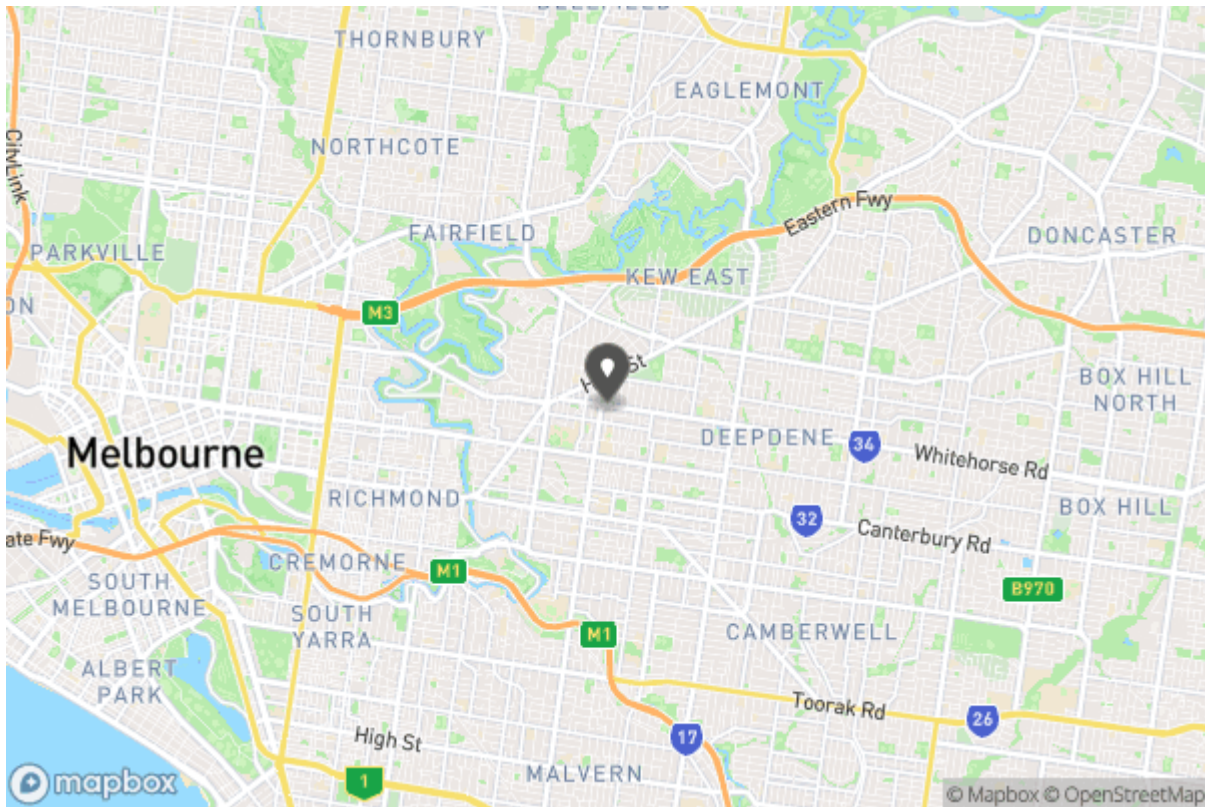 THORNBURY
EAGLEMONT
NORTHCOTE
CityLink
Eastern Fwy
FAIRFIELD
DONCASTER
PARKVILLE
KEW EAST
M3
St
BOX HILL
NORTH
DEEPDENE
34
Whitehorse Rd
Melbourne
RICHMOND
BOX HILL
32
Canterbury Rd
ate Fwy
CREMORNE
M1
B970
SOUTH
MELBOURNE
SOUTH
YARRA
M1
CAMBERWELL
ALBERT
PARK
Toorak Rd
26
High St
17
MALVERN
1
mapbox
© Mapbox © OpenStreetMap